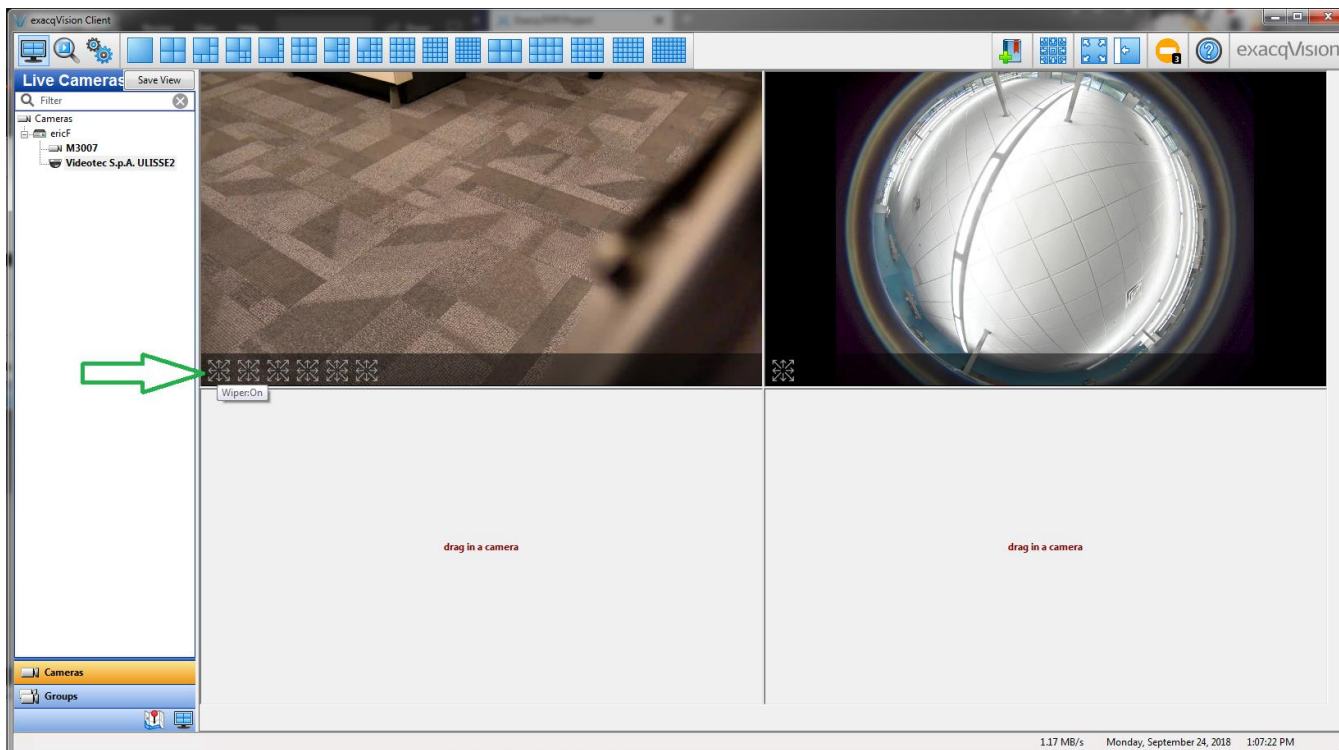 exacqVision Client
exacqVision
Live Cameras
Save View
Filter
Cameras
ericF
M3007
Videotec S.p.A. ULISSE2
Wiper:On
drag in a camera
drag in a camera
Cameras
Groups
3
1.17 MB/s Monday, September 24, 2018 1:07:22 PM